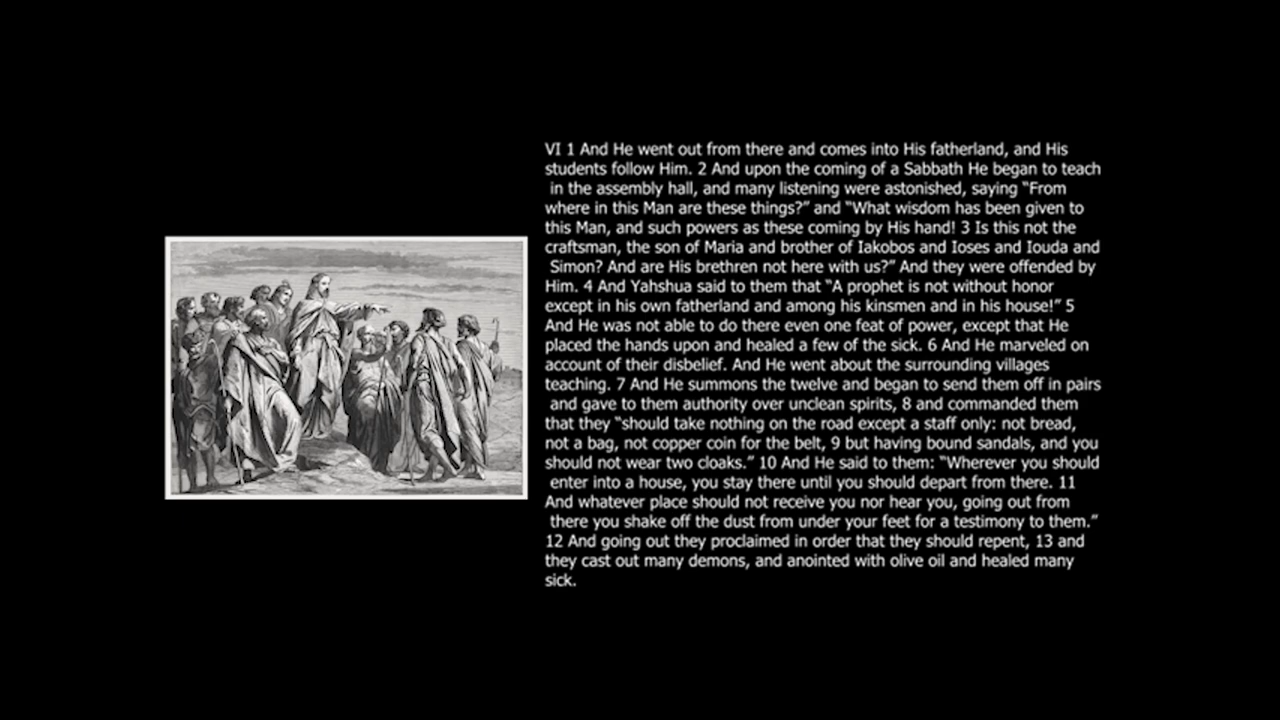 VI 1 And He went out from there and comes into His fatherland, and His
students follow Him. 2 And upon the coming of a Sabbath He began to teach
in the assembly hall, and many listening were astonished, saying “From
where in this Man are these things?” and “What wisdom has been given to
this Man, and such powers as these coming by His hand! 3 Is this not the
craftsman, the son of Maria and brother of Iakobos and Ioses and Iouda and
Simon? And are His brethren not here with us?” And they were offended by
Him. 4 And Yahshua said to them that “A prophet is not without honor
except in his own fatherland and among his kinsmen and in his house!” 5
And He was not able to do there even one feat of power, except that He
placed the hands upon and healed a few of the sick. 6 And He marveled on
account of their disbelief. And He went about the surrounding villages
teaching. 7 And He summons the twelve and began to send them off in pairs
and gave to them authority over unclean spirits, 8 and commanded them
that they “should take nothing on the road except a staff only: not bread,
not a bag, not copper coin for the belt, 9 but having bound sandals, and you
should not wear two cloaks.” 10 And He said to them: “Wherever you should
enter into a house, you stay there until you should depart from there. 11
And whatever place should not receive you nor hear you, going out from
there you shake off the dust from under your feet for a testimony to them.”
12 And going out they proclaimed in order that they should repent, 13 and
they cast out many demons, and anointed with olive oil and healed many
sick.